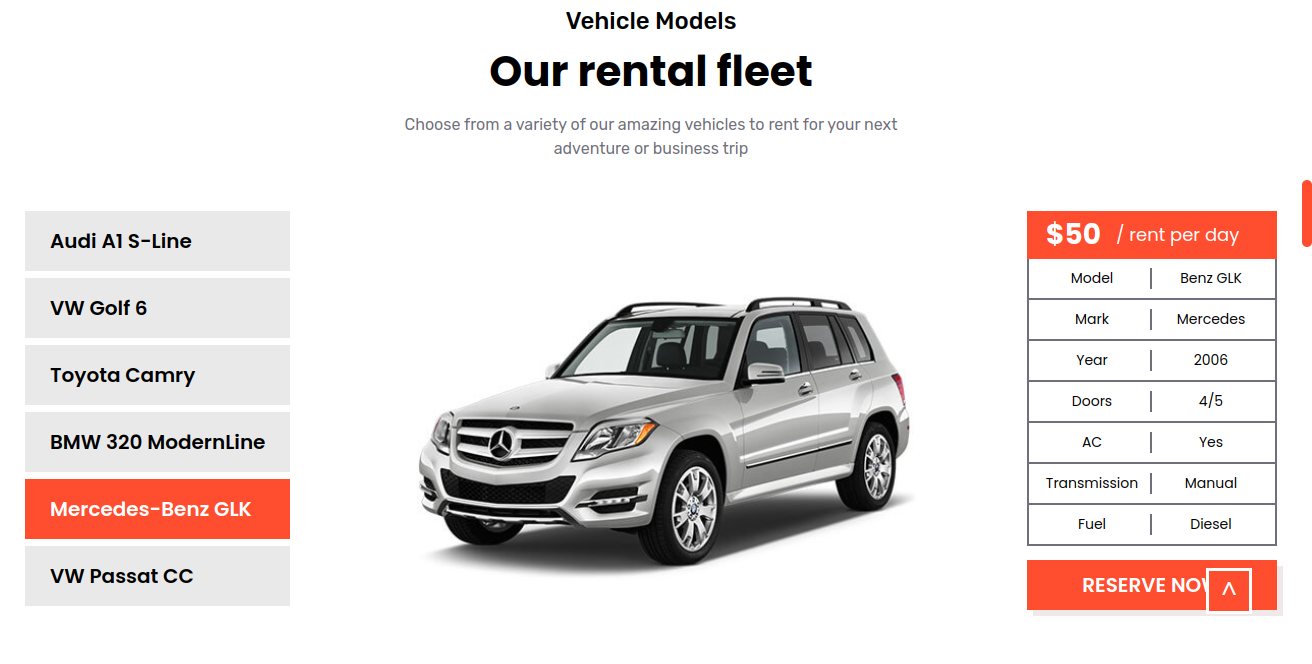 Vehicle Models
Our rental fleet
Choose from a variety of our amazing vehicles to rent for your next
adventure or business trip
Audi A1 S-Line
VW Golf 6
Toyota Camry
BMW 320 ModernLine
Mercedes-Benz GLK
VW Passat CC
$50 / rent per day
Model | Benz GLK
Mark | Mercedes
Year | 2006
Doors | 4/5
AC | Yes
Transmission | Manual
Fuel | Diesel
RESERVE NOW
^